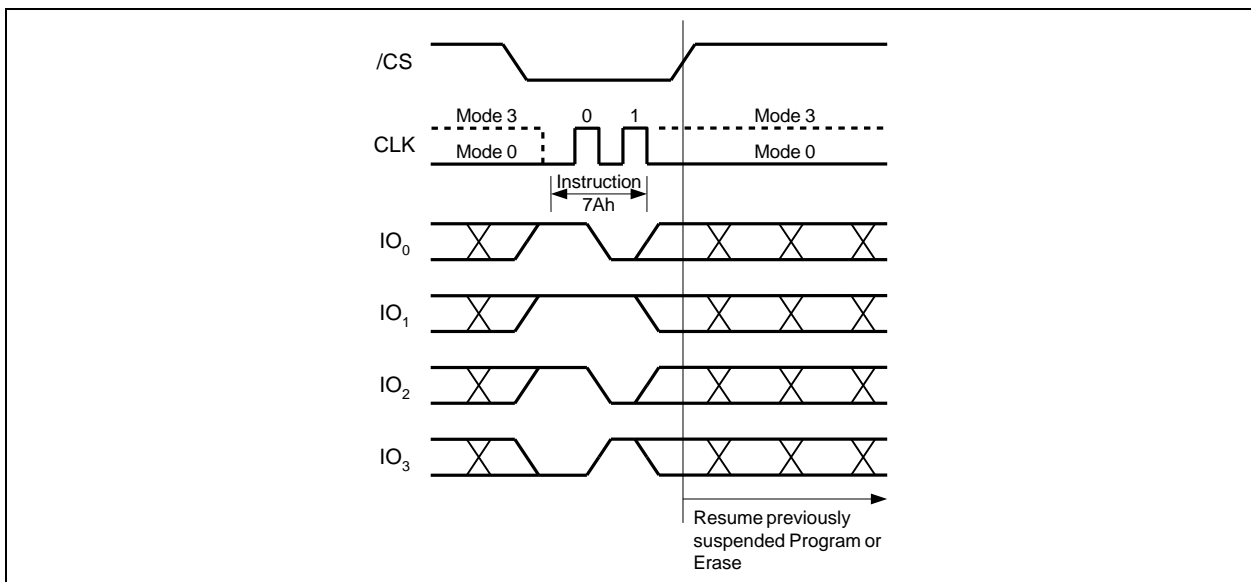 /CS
Mode 3 0 1 Mode 3
CLK
Mode 0 Mode 0
Instruction
7Ah
IO0
IO1
IO2
IO3
Resume previously
suspended Program or
Erase